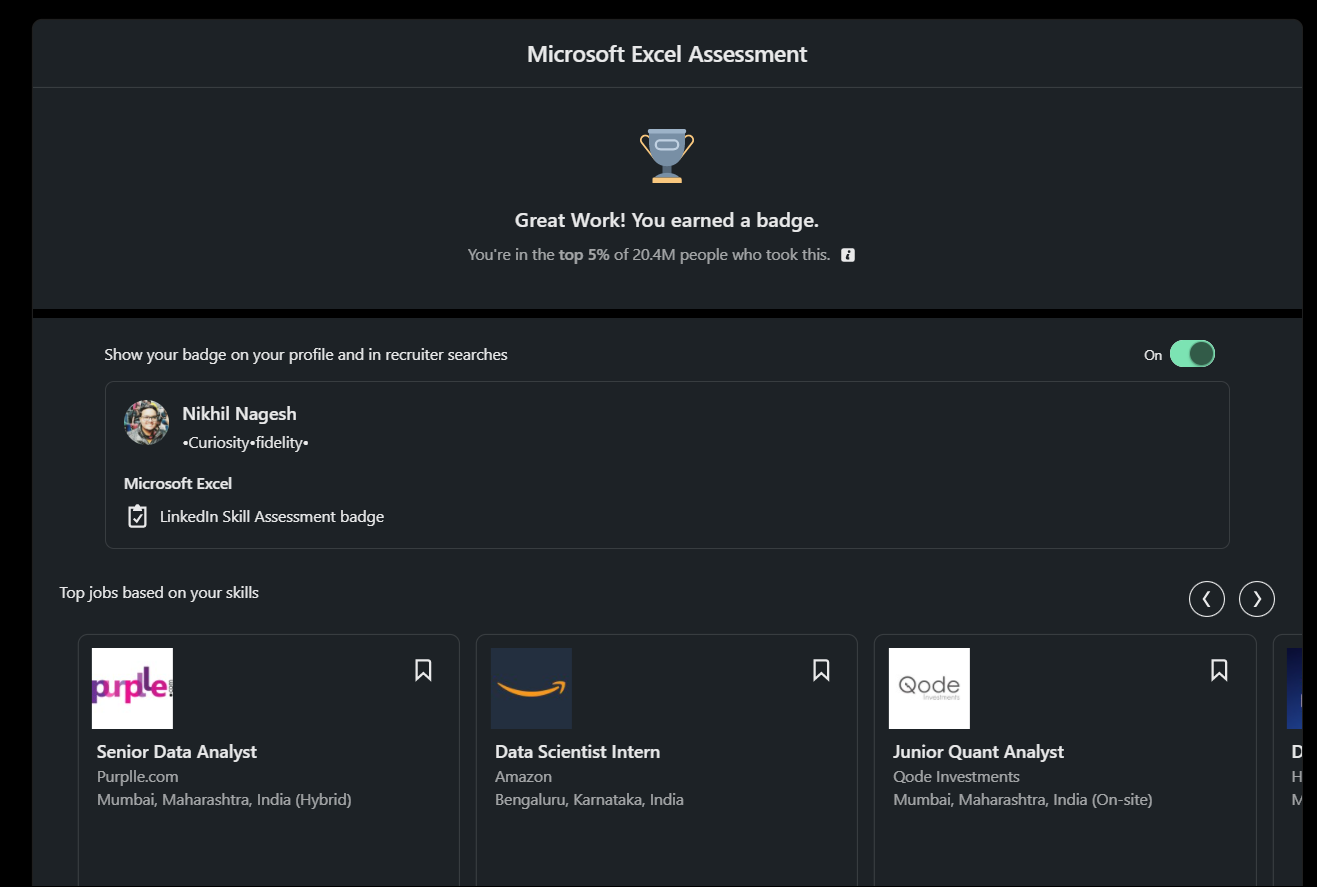 Microsoft Excel Assessment
Great Work! You earned a badge.
You're in the top 5% of 20.4M people who took this.
Show your badge on your profile and in recruiter searches
On
Nikhil Nagesh
•Curiosity•fidelity•
Microsoft Excel
LinkedIn Skill Assessment badge
Top jobs based on your skills
purplle.com
Senior Data Analyst
Purplle.com
Mumbai, Maharashtra, India (Hybrid)
Data Scientist Intern
Amazon
Bengaluru, Karnataka, India
Qode
Investments
Junior Quant Analyst
Qode Investments
Mumbai, Maharashtra, India (On-site)
D
H
M